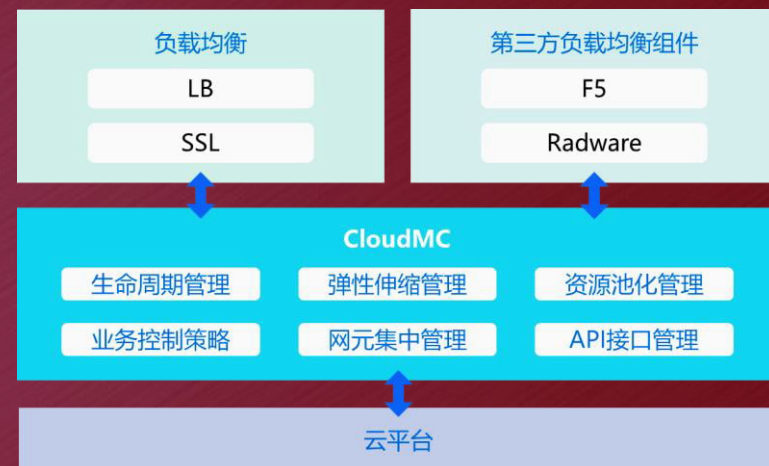 负载均衡
LB
SSL
第三方负载均衡组件
F5
Radware
CloudMC
生命周期管理
弹性伸缩管理
资源池化管理
业务控制策略
网元集中管理
API接口管理
云平台